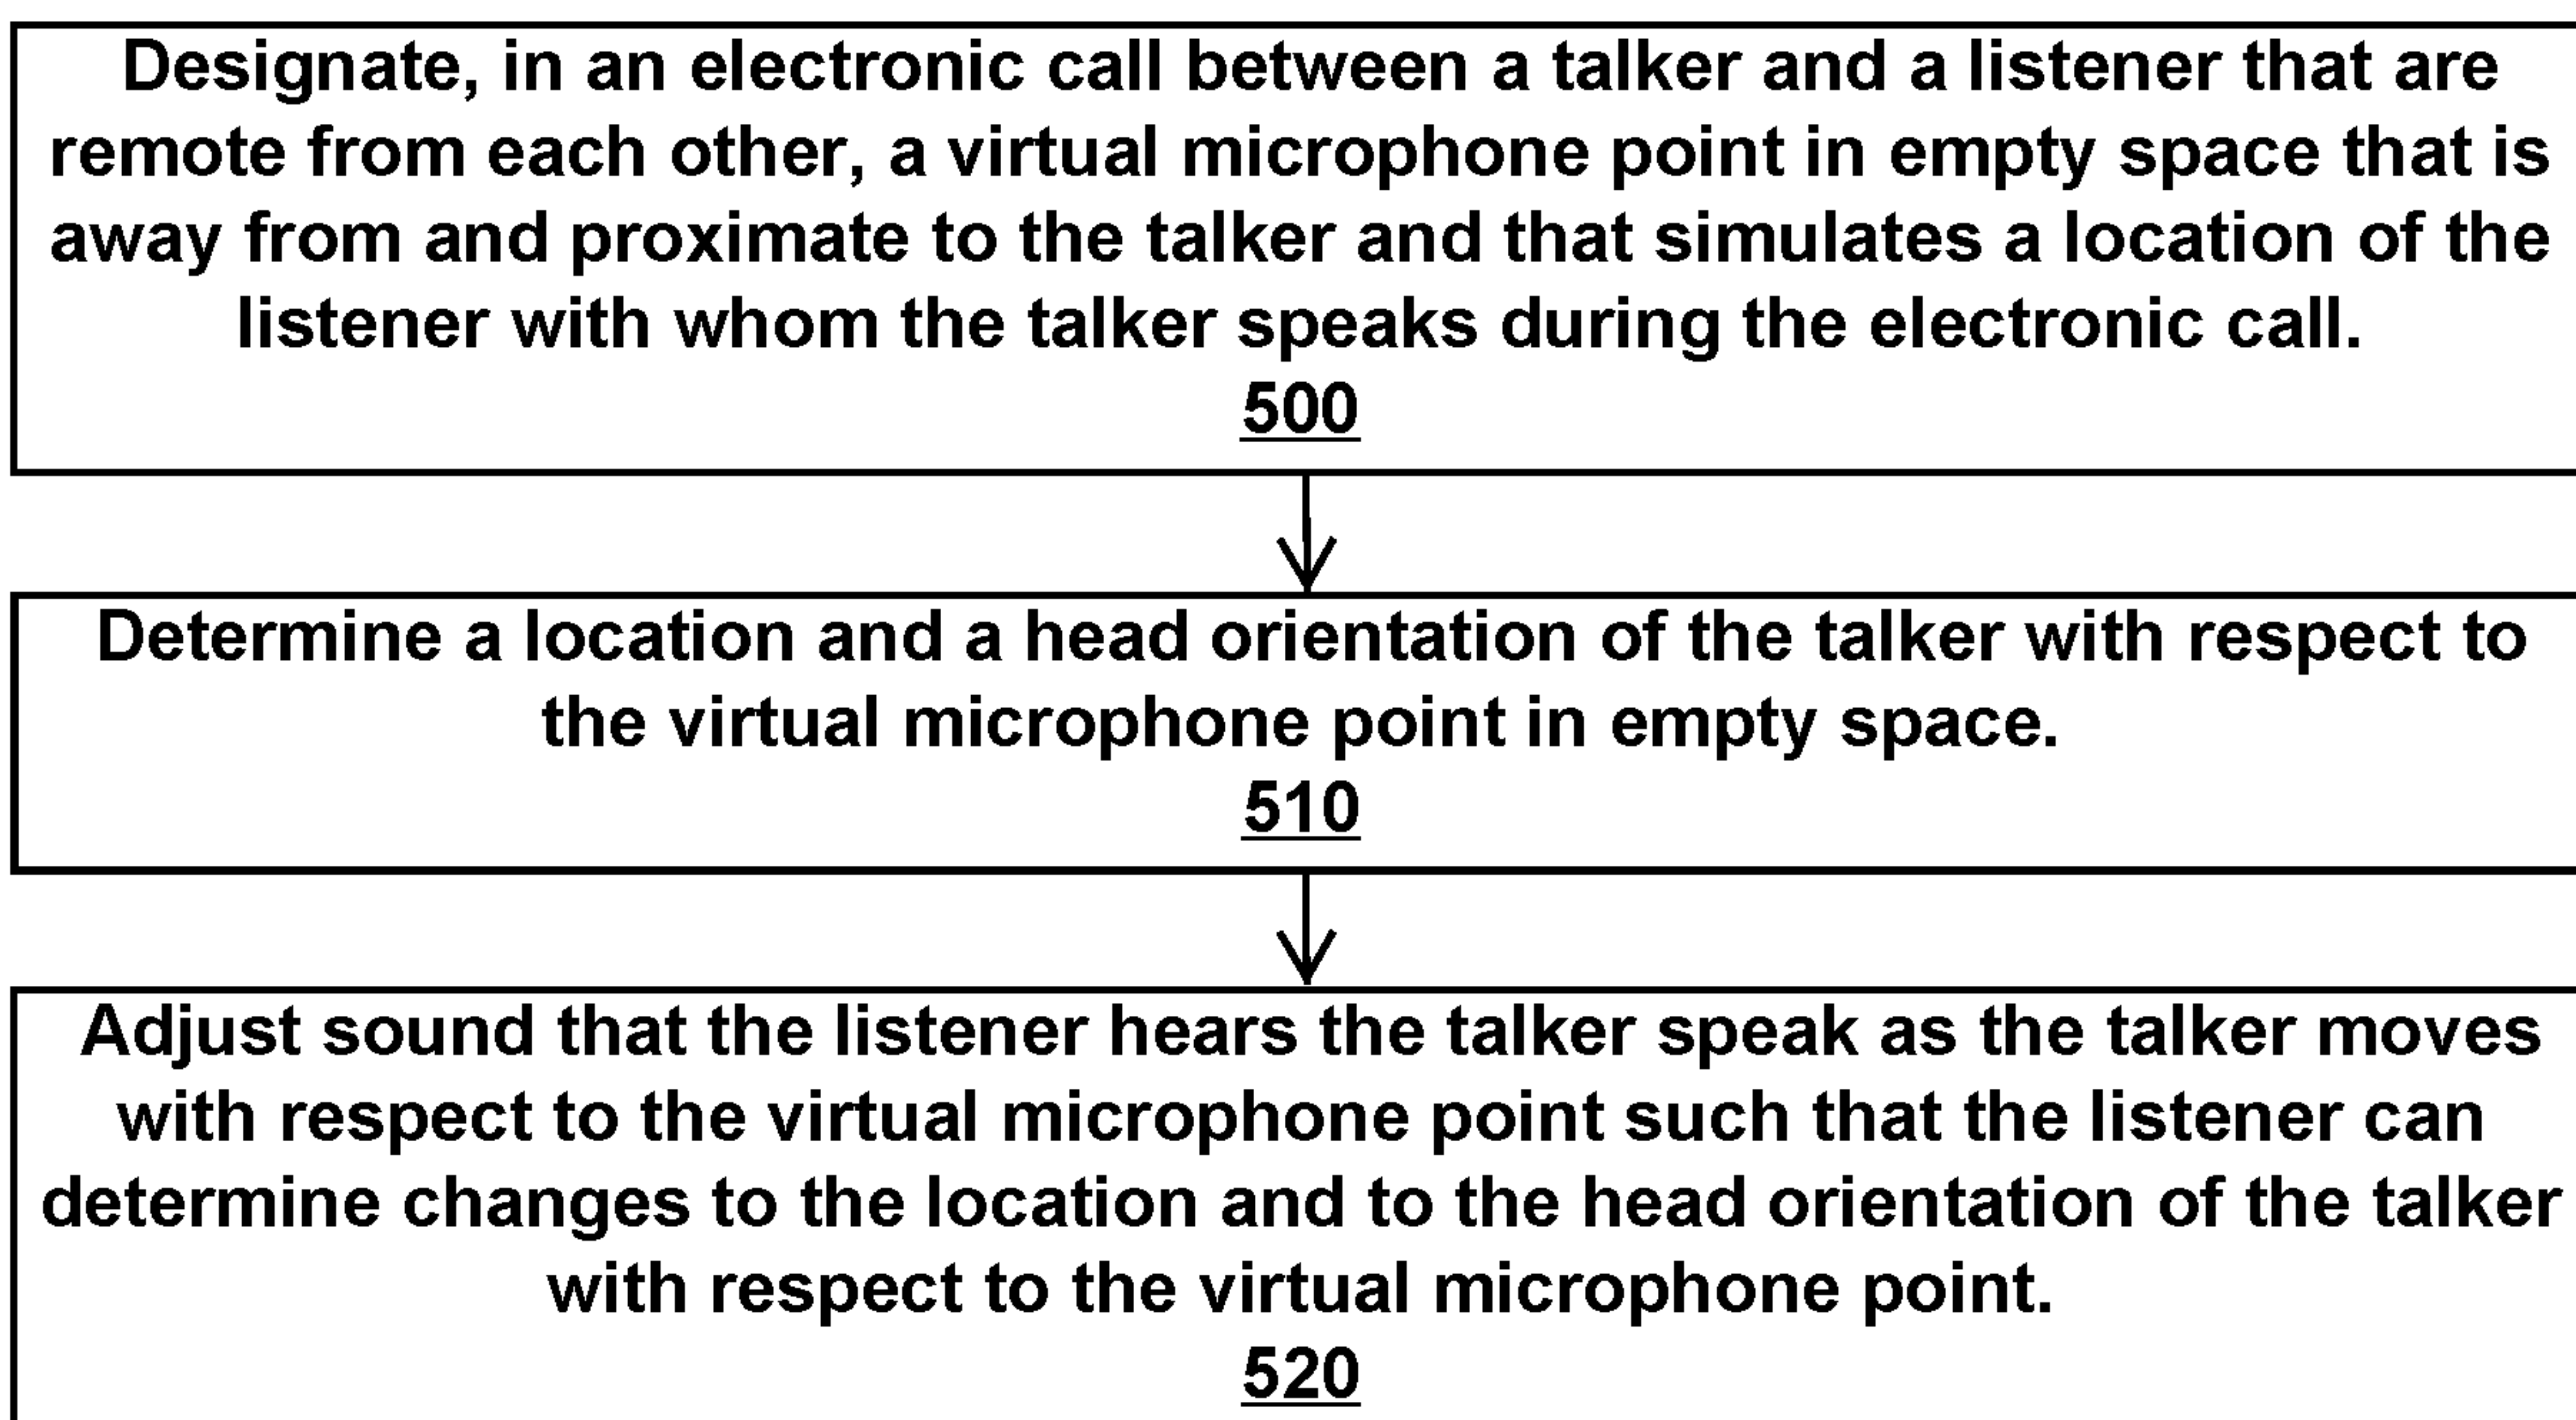 Designate, in an electronic call between a talker and a listener that are
remote from each other, a virtual microphone point in empty space that is
away from and proximate to the talker and that simulates a location of the
listener with whom the talker speaks during the electronic call.
500
Determine a location and a head orientation of the talker with respect to
the virtual microphone point in empty space.
510
Adjust sound that the listener hears the talker speak as the talker moves
with respect to the virtual microphone point such that the listener can
determine changes to the location and to the head orientation of the talker
with respect to the virtual microphone point.
520